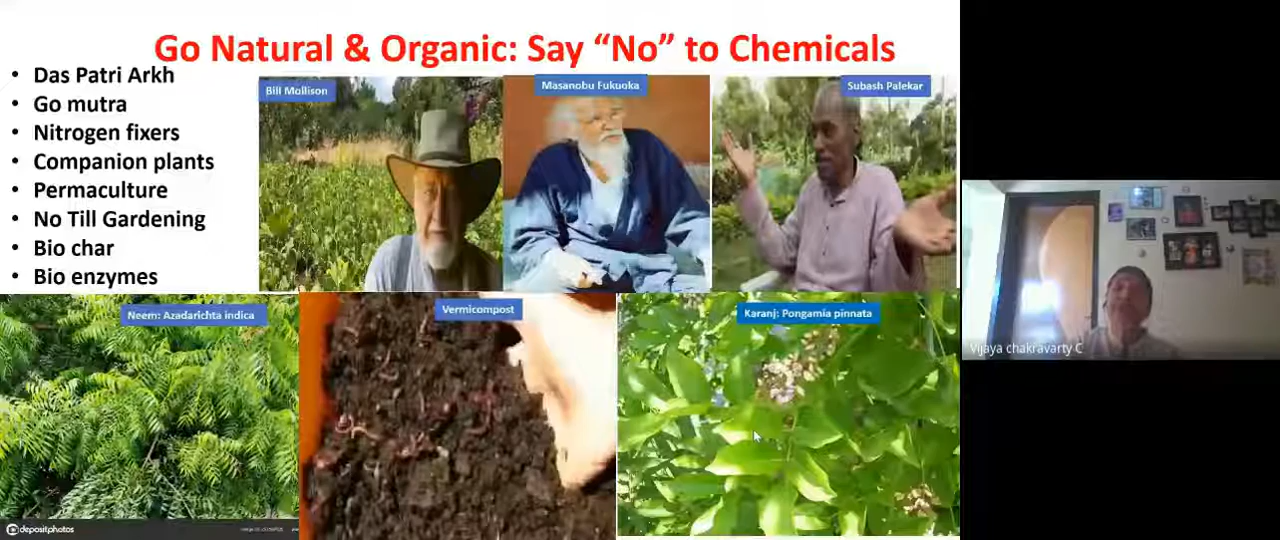 Go Natural & Organic: Say “No” to Chemicals
• Das Patri Arkh
• Go mutra
• Nitrogen fixers
• Companion plants
• Permaculture
• No Till Gardening
• Bio char
• Bio enzymes
Bill Mollison
Masanobu Fukuoka
Subash Palekar
Neem: Azadarichta indica
Vermicompost
Karanj: Pongamia pinnata
depositphotos
Vijaya chakravarty C